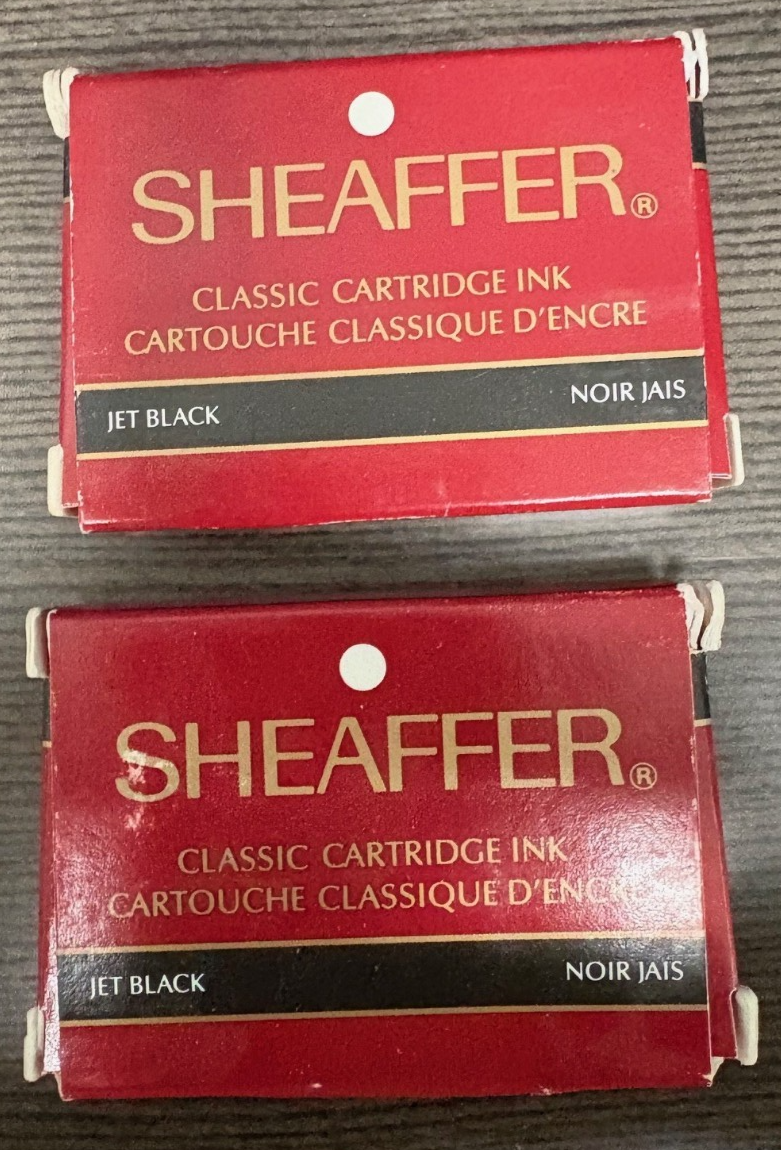 SHEAFFER®
CLASSIC CARTRIDGE INK
CARTOUCHE CLASSIQUE D'ENCRE
JET BLACK NOIR JAIS
SHEAFFER®
CLASSIC CARTRIDGE INK
CARTOUCHE CLASSIQUE D'ENCRE
JET BLACK NOIR JAIS